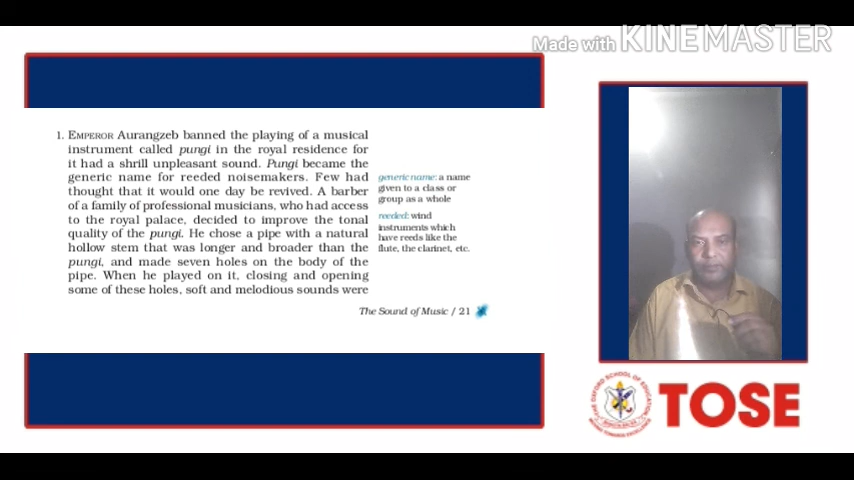 Made with KINEMASTER
1. EMPEROR Aurangzeb banned the playing of a musical
instrument called pungi in the royal residence for
it had a shrill unpleasant sound. Pungi became the
generic name for reeded noisemakers. Few had
thought that it would one day be revived. A barber
of a family of professional musicians, who had access
to the royal palace, decided to improve the tonal
quality of the pungi. He chose a pipe with a natural
hollow stem that was longer and broader than the
pungi, and made seven holes on the body of the
pipe. When he played on it, closing and opening
some of these holes, soft and melodious sounds were
generic name: a name
given to a class or
group as a whole
reeded: wind
instruments which
have reeds like the
flute, the clarinet, etc.
The Sound of Music / 21
THE OXFORD SCHOOL OF EDUCATION
TOSE